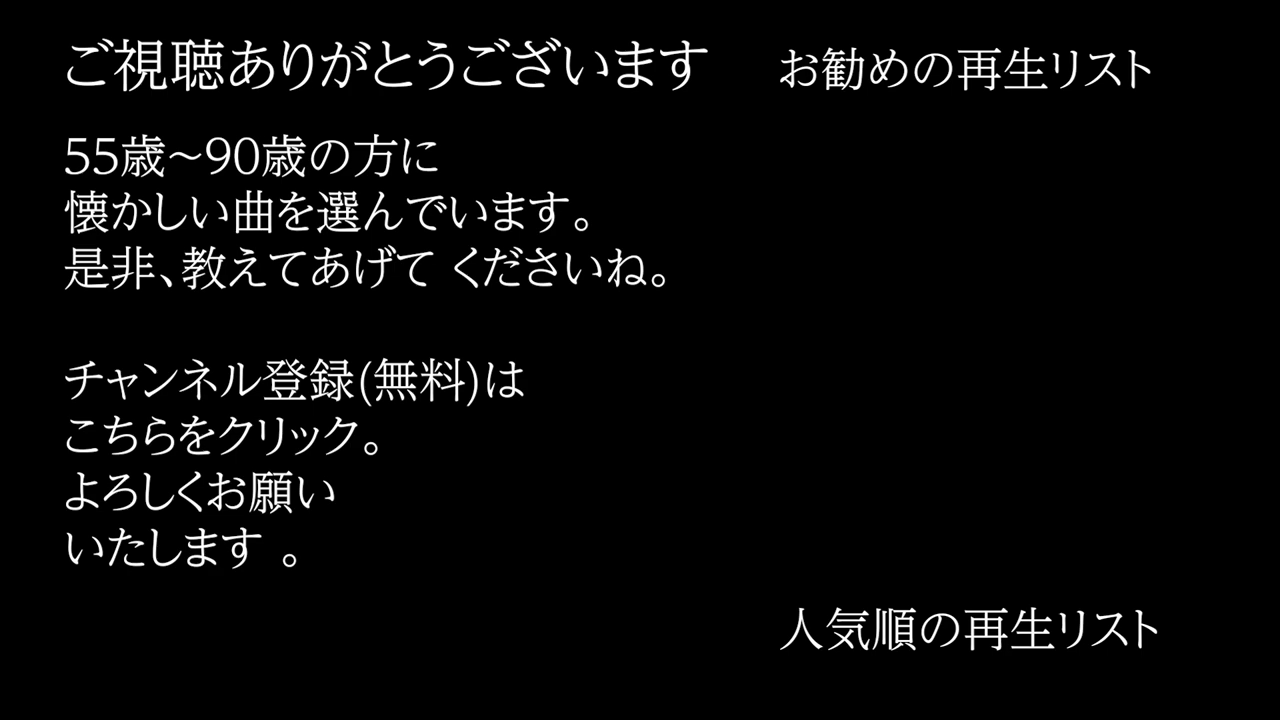 ご視聴ありがとうございます
55歳~90歳の方に
懐かしい曲を選んでいます。
是非、教えてあげて くださいね。
チャンネル登録(無料)は
こちらをクリック。
よろしくお願い
いたします 。
お勧めの再生リスト
人気順の再生リスト